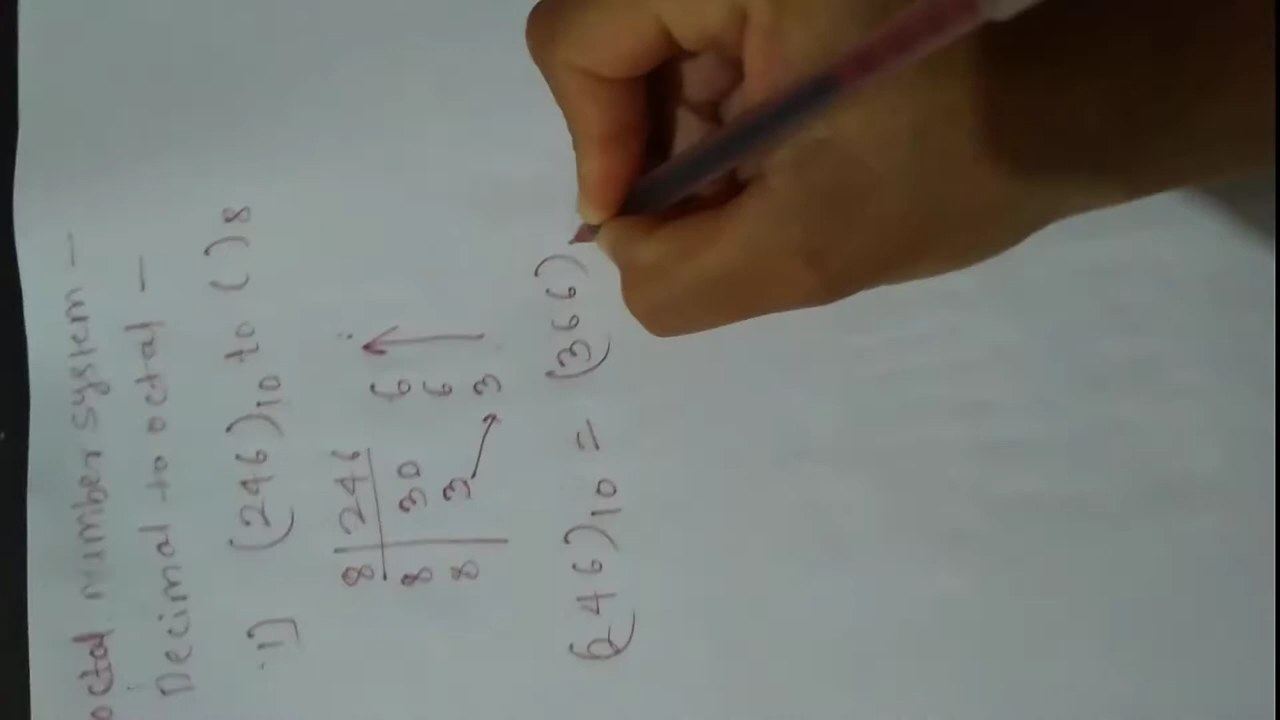 octal number system -
Decimal to octal -
1) (246)10 to ( )8
8 | 246
8 | 30 6
8 | 3 6
3
(246)10 = (366)